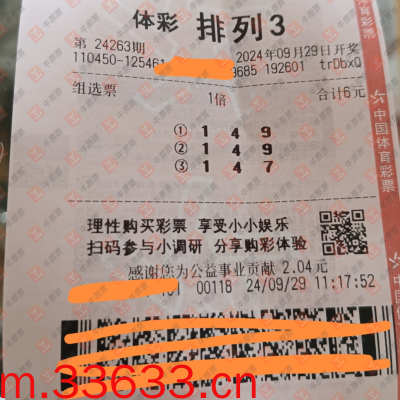 体彩 排列3
第 24263期 2024年09月29日开奖
110450-125461 9685 192601 trDbxQ
组选票 1倍 合计6元
① 1 4 9
② 1 4 9
③ 1 4 7
理性购买彩票 享受小小娱乐
扫码参与小调研 分享购彩体验
感谢您为公益事业贡献 2.04元
00118 24/09/29 11:17:52
中国体育彩票
m.33633.cn